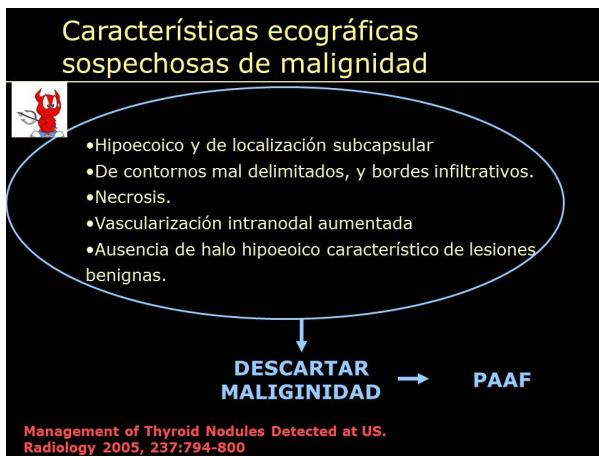 Características ecográficas
sospechosas de malignidad
•Hipoecoico y de localización subcapsular
•De contornos mal delimitados, y bordes infiltrativos.
•Necrosis.
•Vascularización intranodal aumentada
•Ausencia de halo hipoeoico característico de lesiones
benignas.
DESCARTAR
MALIGINIDAD
PAAF
Management of Thyroid Nodules Detected at US.
Radiology 2005, 237:794-800